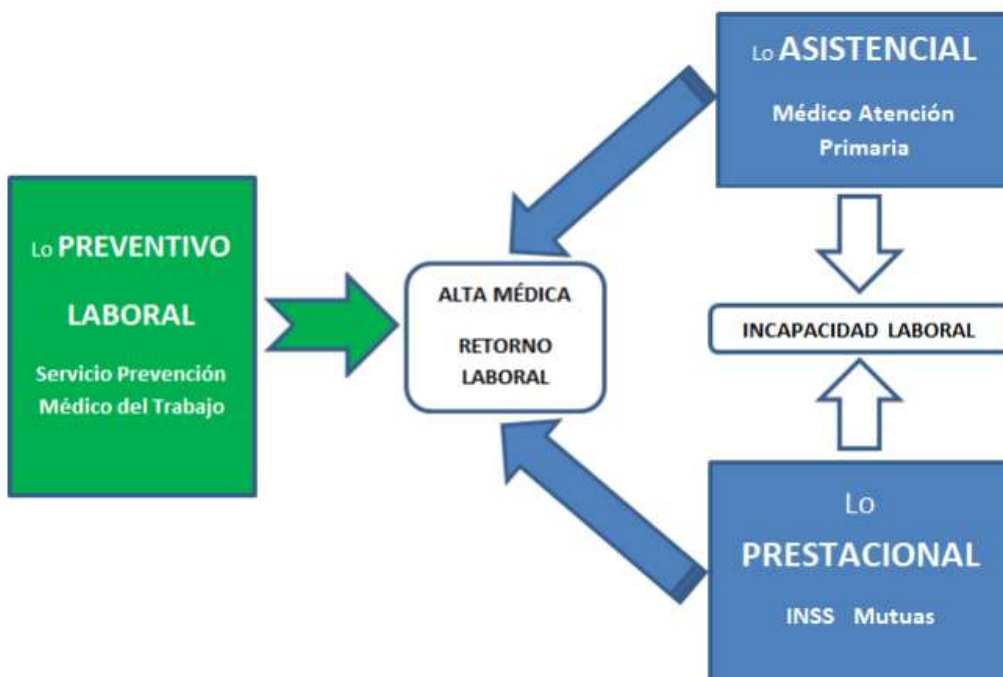 Lo ASISTENCIAL
Médico Atención
Primaria
Lo PREVENTIVO
LABORAL
Servicio Prevención
Médico del Trabajo
ALTA MÉDICA
RETORNO
LABORAL
INCAPACIDAD LABORAL
Lo
PRESTACIONAL
INSS Mutuas